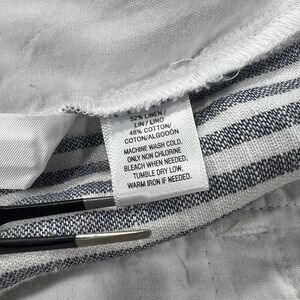 52% LINEN/
LIN / LINO
48% COTTON/
COTON/ALGODÓN
MACHINE WASH COLD.
ONLY NON CHLORINE
BLEACH WHEN NEEDED.
TUMBLE DRY LOW.
WARM IRON IF NEEDED.